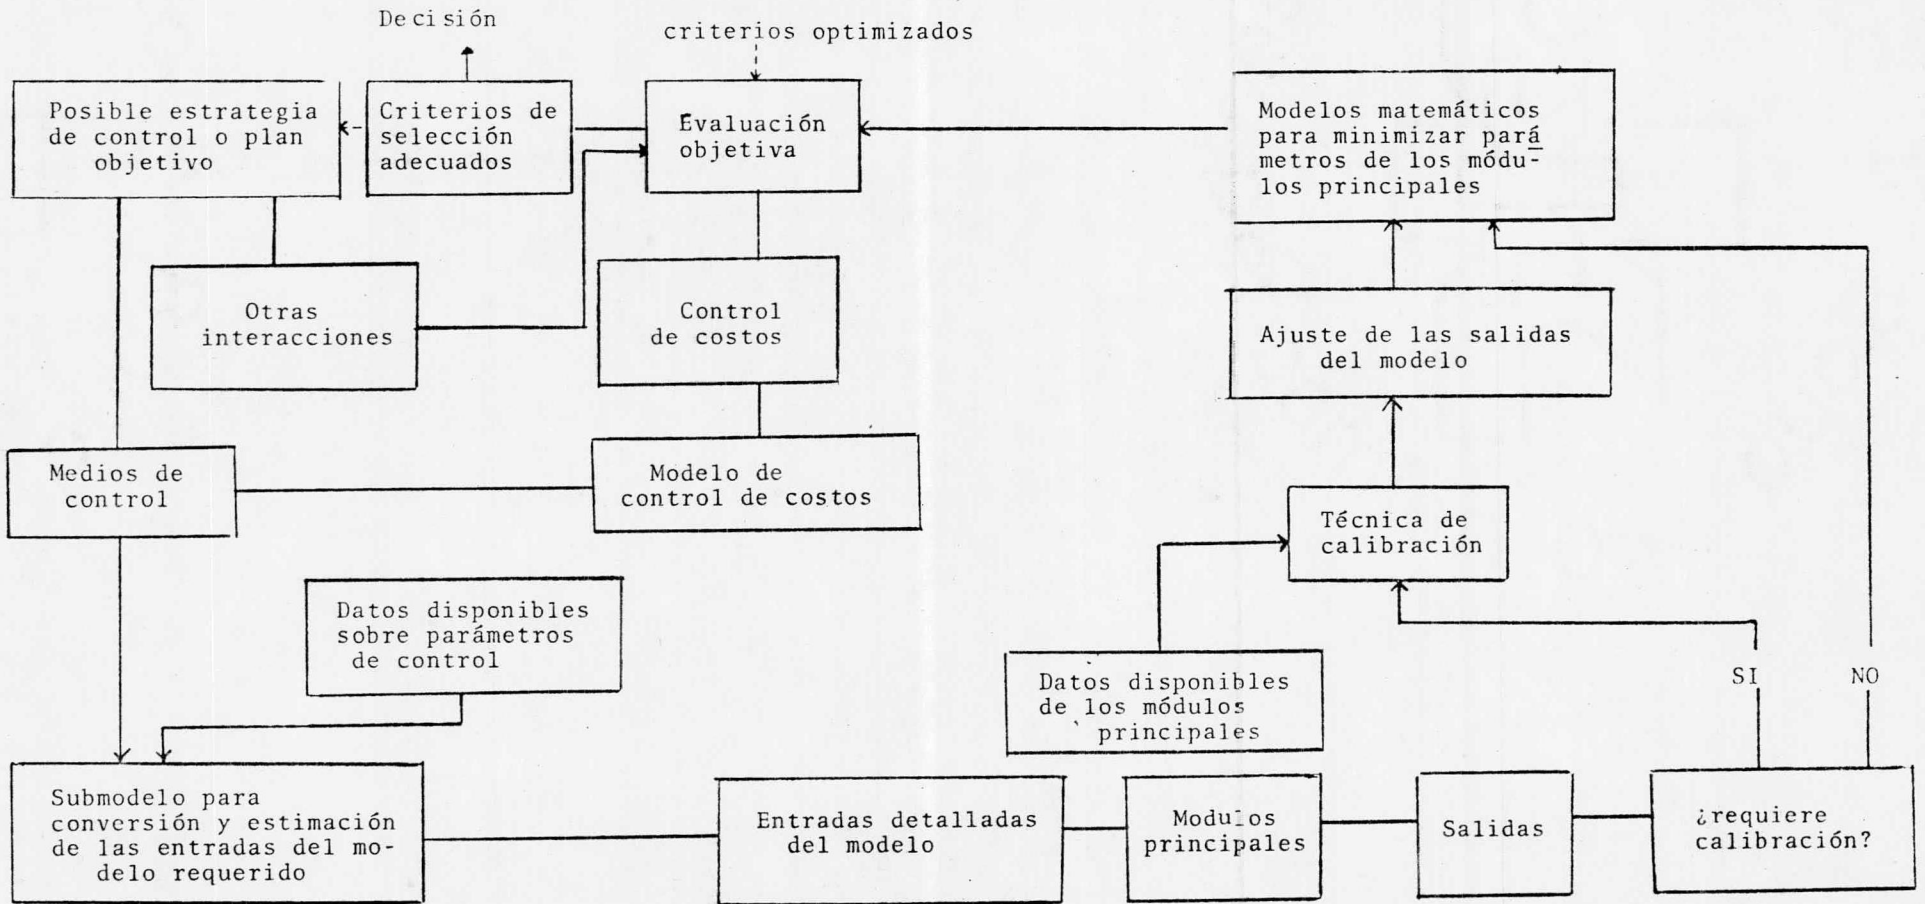 Decisión
criterios optimizados
Posible estrategia
de control o plan
objetivo
Criterios de
selección
adecuados
Evaluación
objetiva
Modelos matemáticos
para minimizar pará
metros de los módu-
los principales
Otras
interacciones
Control
de costos
Ajuste de las salidas
del modelo
Medios de
control
Modelo de
control de costos
Técnica de
calibración
Datos disponibles
sobre parámetros
de control
Datos disponibles
de los módulos
principales
SI
NO
Submodelo para
conversión y estimación
de las entradas del mo-
delo requerido
Entradas detalladas
del modelo
Modulos
principales
Salidas
¿requiere
calibración?